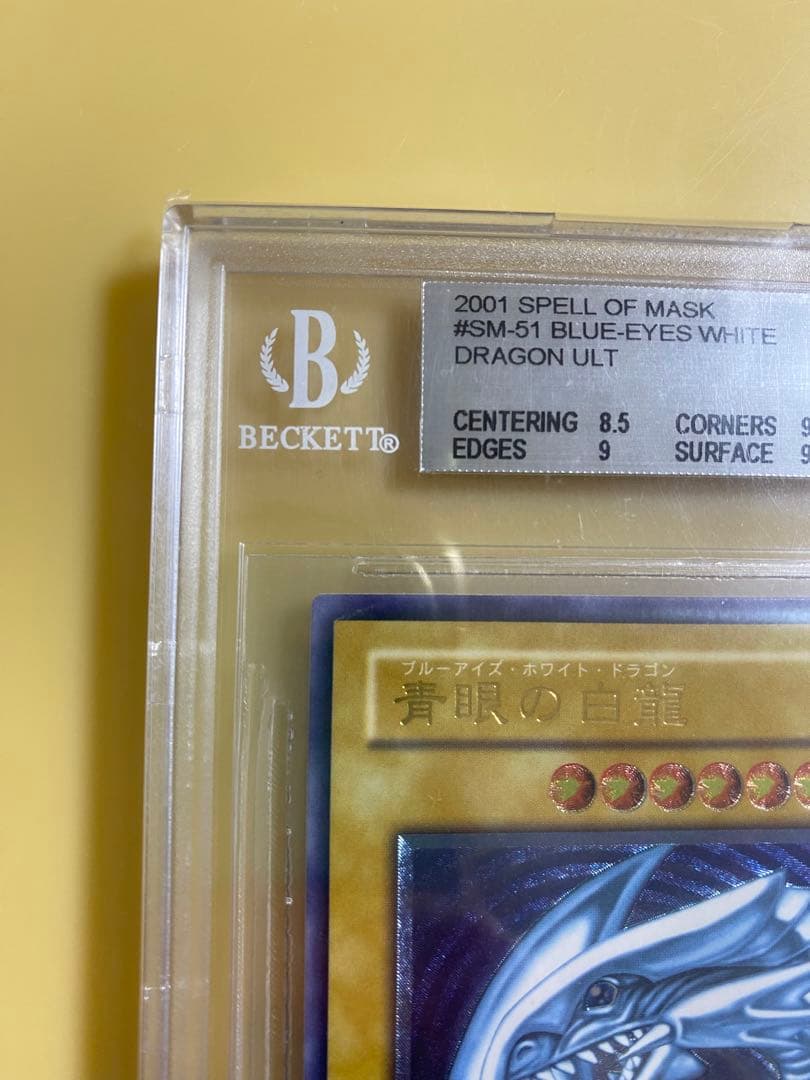 B
BECKETT®
2001 SPELL OF MASK
#SM-51 BLUE-EYES WHITE
DRAGON ULT
CENTERING 8.5 CORNERS 9
EDGES 9 SURFACE 9
ブルーアイズ・ホワイト・ドラゴン
青眼の白龍